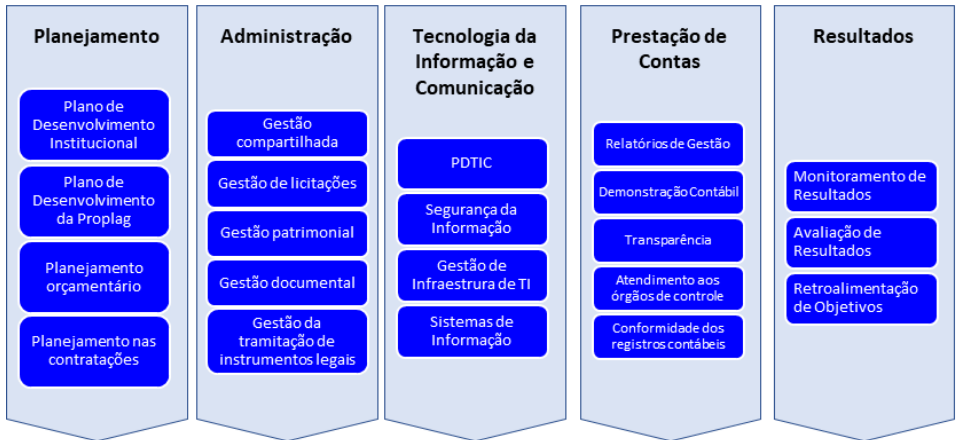 Planejamento
Plano de
Desenvolvimento
Institucional
Plano de
Desenvolvimento
da Proplag
Planejamento
orçamentário
Planejamento nas
contratações
Administração
Gestão
compartilhada
Gestão de licitações
Gestão patrimonial
Gestão documental
Gestão da
tramitação de
instrumentos legais
Tecnologia da
Informação e
Comunicação
PDTIC
Segurança da
Informação
Gestão de
Infraestrura de TI
Sistemas de
Informação
Prestação de
Contas
Relatórios de Gestão
Demonstração Contábil
Transparência
Atendimento aos
órgãos de controle
Conformidade dos
registros contábeis
Resultados
Monitoramento de
Resultados
Avaliação de
Resultados
Retroalimentação
de Objetivos